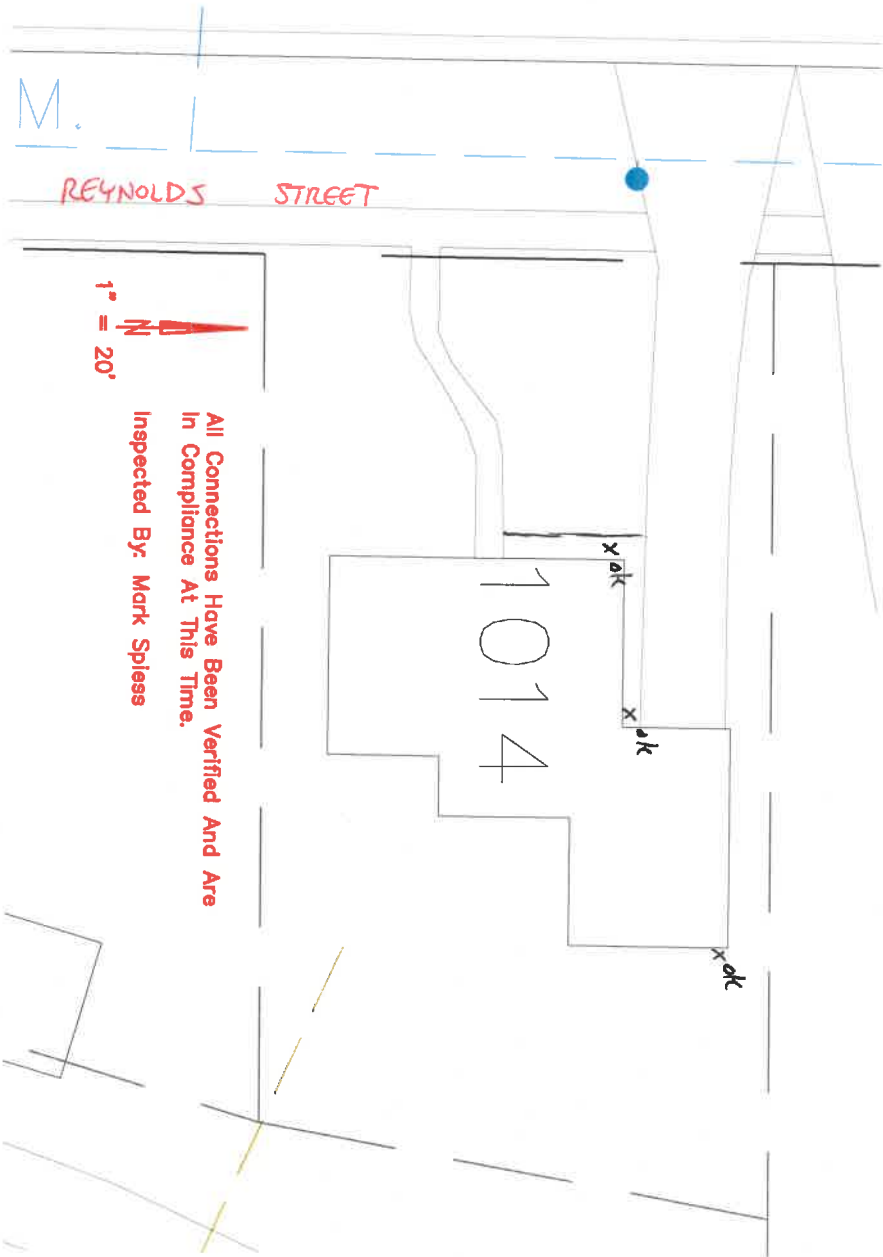 M.
REYNOLDS STREET
N
1" = 20'
All Connections Have Been Verified And Are
In Compliance At This Time.
Inspected By: Mark Spiess
1014
x ok
x ok
x ok